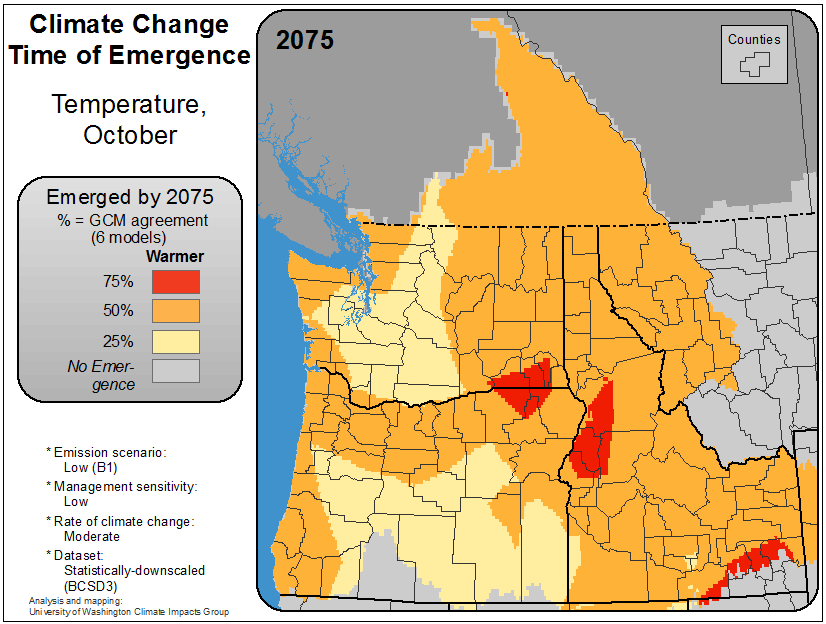 Climate Change
Time of Emergence
Temperature,
October
Emerged by 2075
% = GCM agreement
(6 models)
Warmer
75%
50%
25%
No Emer-
gence
* Emission scenario:
Low (B1)
* Management sensitivity:
Low
* Rate of climate change:
Moderate
* Dataset:
Statistically-downscaled
(BCSD3)
Analysis and mapping:
University of Washington Climate Impacts Group
2075
Counties